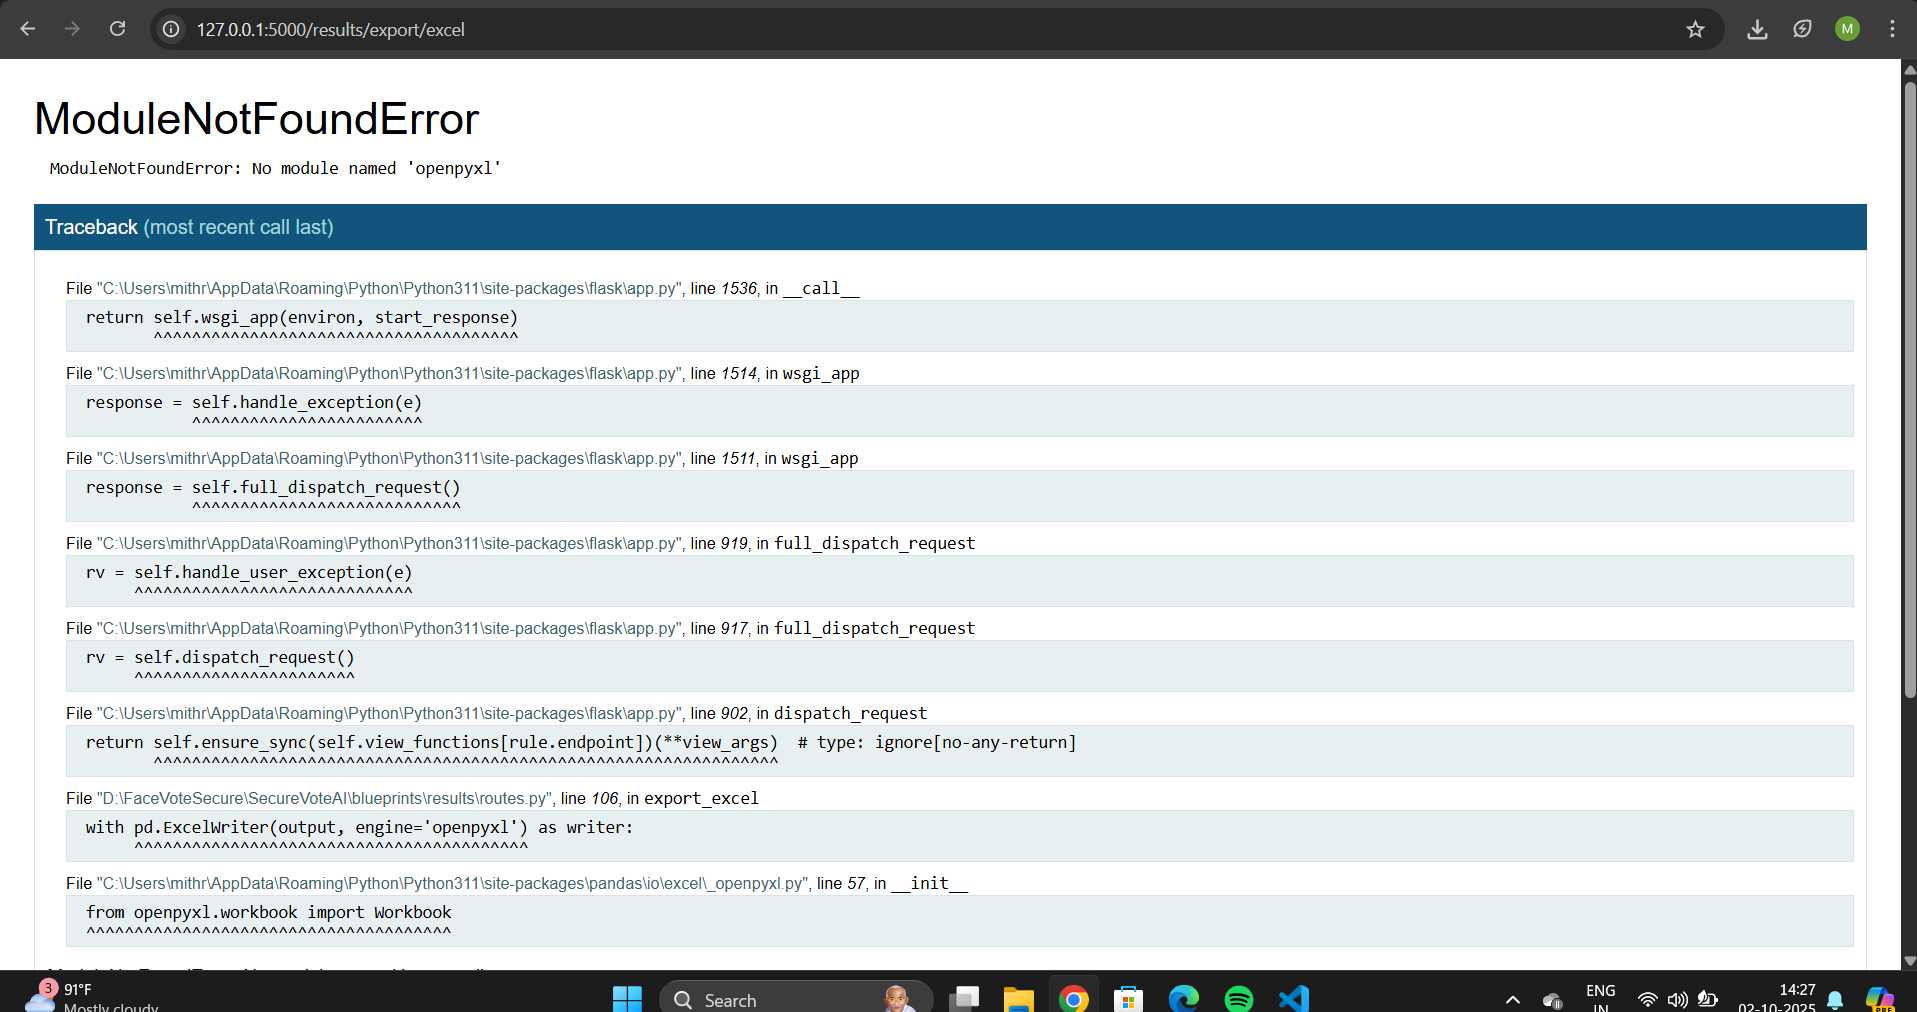 127.0.0.1:5000/results/export/excel
M
ModuleNotFoundError
ModuleNotFoundError: No module named 'openpyxl'
Traceback (most recent call last)
File "C:\Users\mithr\AppData\Roaming\Python\Python311\site-packages\flask\app.py", line 1536, in __call__
return self.wsgi_app(environ, start_response)
^^^^^^^^^^^^^^^^^^^^^^^^^^^^^^^^^^^^^^
File "C:\Users\mithr\AppData\Roaming\Python\Python311\site-packages\flask\app.py", line 1514, in wsgi_app
response = self.handle_exception(e)
^^^^^^^^^^^^^^^^^^^^^^^^
File "C:\Users\mithr\AppData\Roaming\Python\Python311\site-packages\flask\app.py", line 1511, in wsgi_app
response = self.full_dispatch_request()
^^^^^^^^^^^^^^^^^^^^^^^^^^^^
File "C:\Users\mithr\AppData\Roaming\Python\Python311\site-packages\flask\app.py", line 919, in full_dispatch_request
rv = self.handle_user_exception(e)
^^^^^^^^^^^^^^^^^^^^^^^^^^^^^
File "C:\Users\mithr\AppData\Roaming\Python\Python311\site-packages\flask\app.py", line 917, in full_dispatch_request
rv = self.dispatch_request()
^^^^^^^^^^^^^^^^^^^^^^^
File "C:\Users\mithr\AppData\Roaming\Python\Python311\site-packages\flask\app.py", line 902, in dispatch_request
return self.ensure_sync(self.view_functions[rule.endpoint])(**view_args)  # type: ignore[no-any-return]
^^^^^^^^^^^^^^^^^^^^^^^^^^^^^^^^^^^^^^^^^^^^^^^^^^^^^^^^^^^^^^^^^
File "D:\FaceVoteSecure\SecureVoteAI\blueprints\results\routes.py", line 106, in export_excel
with pd.ExcelWriter(output, engine='openpyxl') as writer:
^^^^^^^^^^^^^^^^^^^^^^^^^^^^^^^^^^^^^^^^^
File "C:\Users\mithr\AppData\Roaming\Python\Python311\site-packages\pandas\io\excel\_openpyxl.py", line 57, in __init__
from openpyxl.workbook import Workbook
^^^^^^^^^^^^^^^^^^^^^^^^^^^^^^^^^^^^^^
3
91°F
Mostly cloudy
Search
ENG
IN
14:27
02-10-2025
PRE